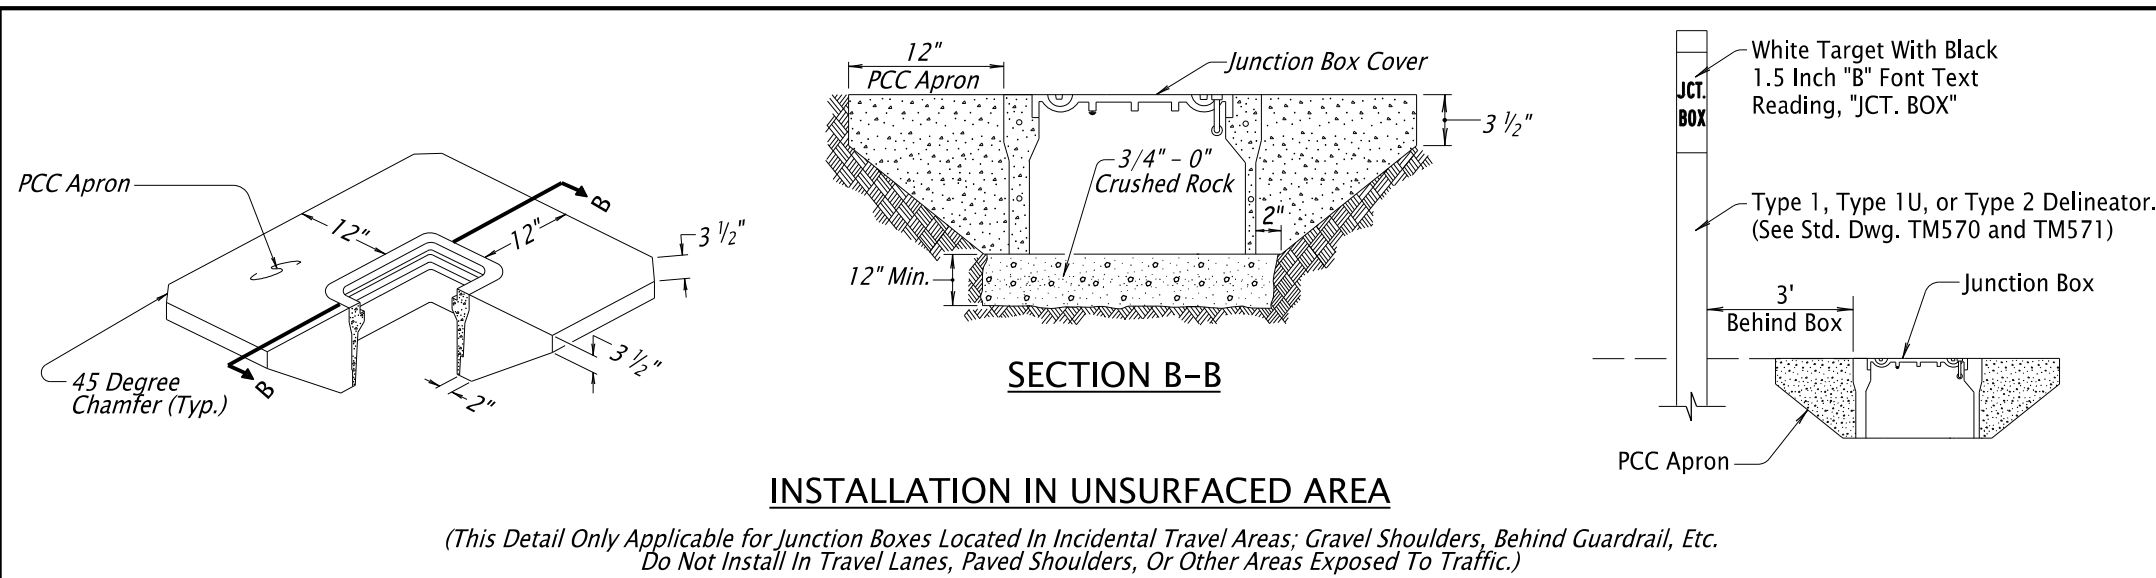 PCC Apron
12"
12"
B
3 1/2"
45 Degree
Chamfer (Typ.)
B
2"
3 1/2"
12"
PCC Apron
Junction Box Cover
3 1/2"
3/4" - 0"
Crushed Rock
2"
12" Min.
SECTION B-B
JCT.
BOX
White Target With Black
1.5 Inch "B" Font Text
Reading, "JCT. BOX"
Type 1, Type 1U, or Type 2 Delineator.
(See Std. Dwg. TM570 and TM571)
3'
Behind Box
Junction Box
PCC Apron
INSTALLATION IN UNSURFACED AREA
(This Detail Only Applicable for Junction Boxes Located In Incidental Travel Areas; Gravel Shoulders, Behind Guardrail, Etc.
Do Not Install In Travel Lanes, Paved Shoulders, Or Other Areas Exposed To Traffic.)